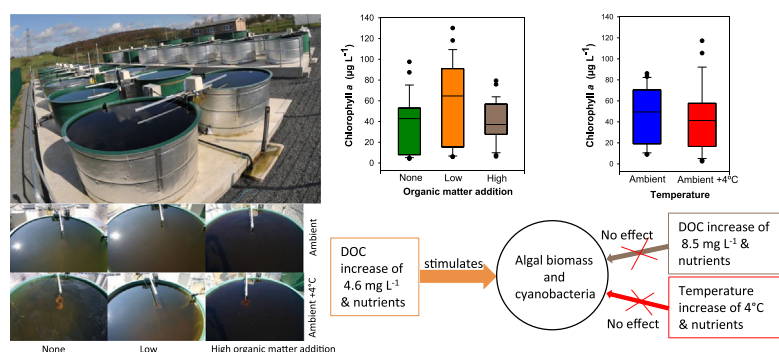 140
120
100
80
60
40
20
0
Chlorophyll a (µg L-1)
None Low High
Organic matter addition
140
120
100
80
60
40
20
0
Chlorophyll a (µg L-1)
Ambient Ambient +4°C
Temperature
Ambient
Ambient +4°C
None Low High organic matter addition
DOC
increase of
4.6 mg L-1
& nutrients
stimulates
Algal biomass
and
cyanobacteria
No effect
DOC increase of
8.5 mg L-1 &
nutrients
No effect
Temperature
increase of 4°C
& nutrients